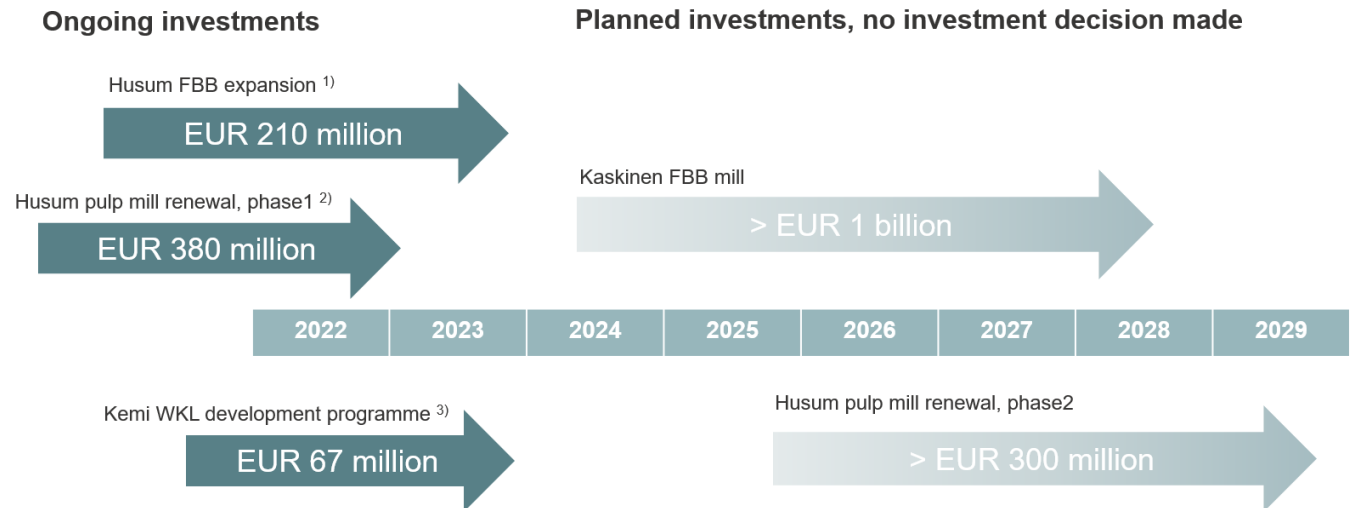 Ongoing investments
Planned investments, no investment decision made
Husum FBB expansion 1)
EUR 210 million
Husum pulp mill renewal, phase1 2)
EUR 380 million
Kaskinen FBB mill
> EUR 1 billion
2022 2023 2024 2025 2026 2027 2028 2029
Kemi WKL development programme 3)
EUR 67 million
Husum pulp mill renewal, phase2
> EUR 300 million